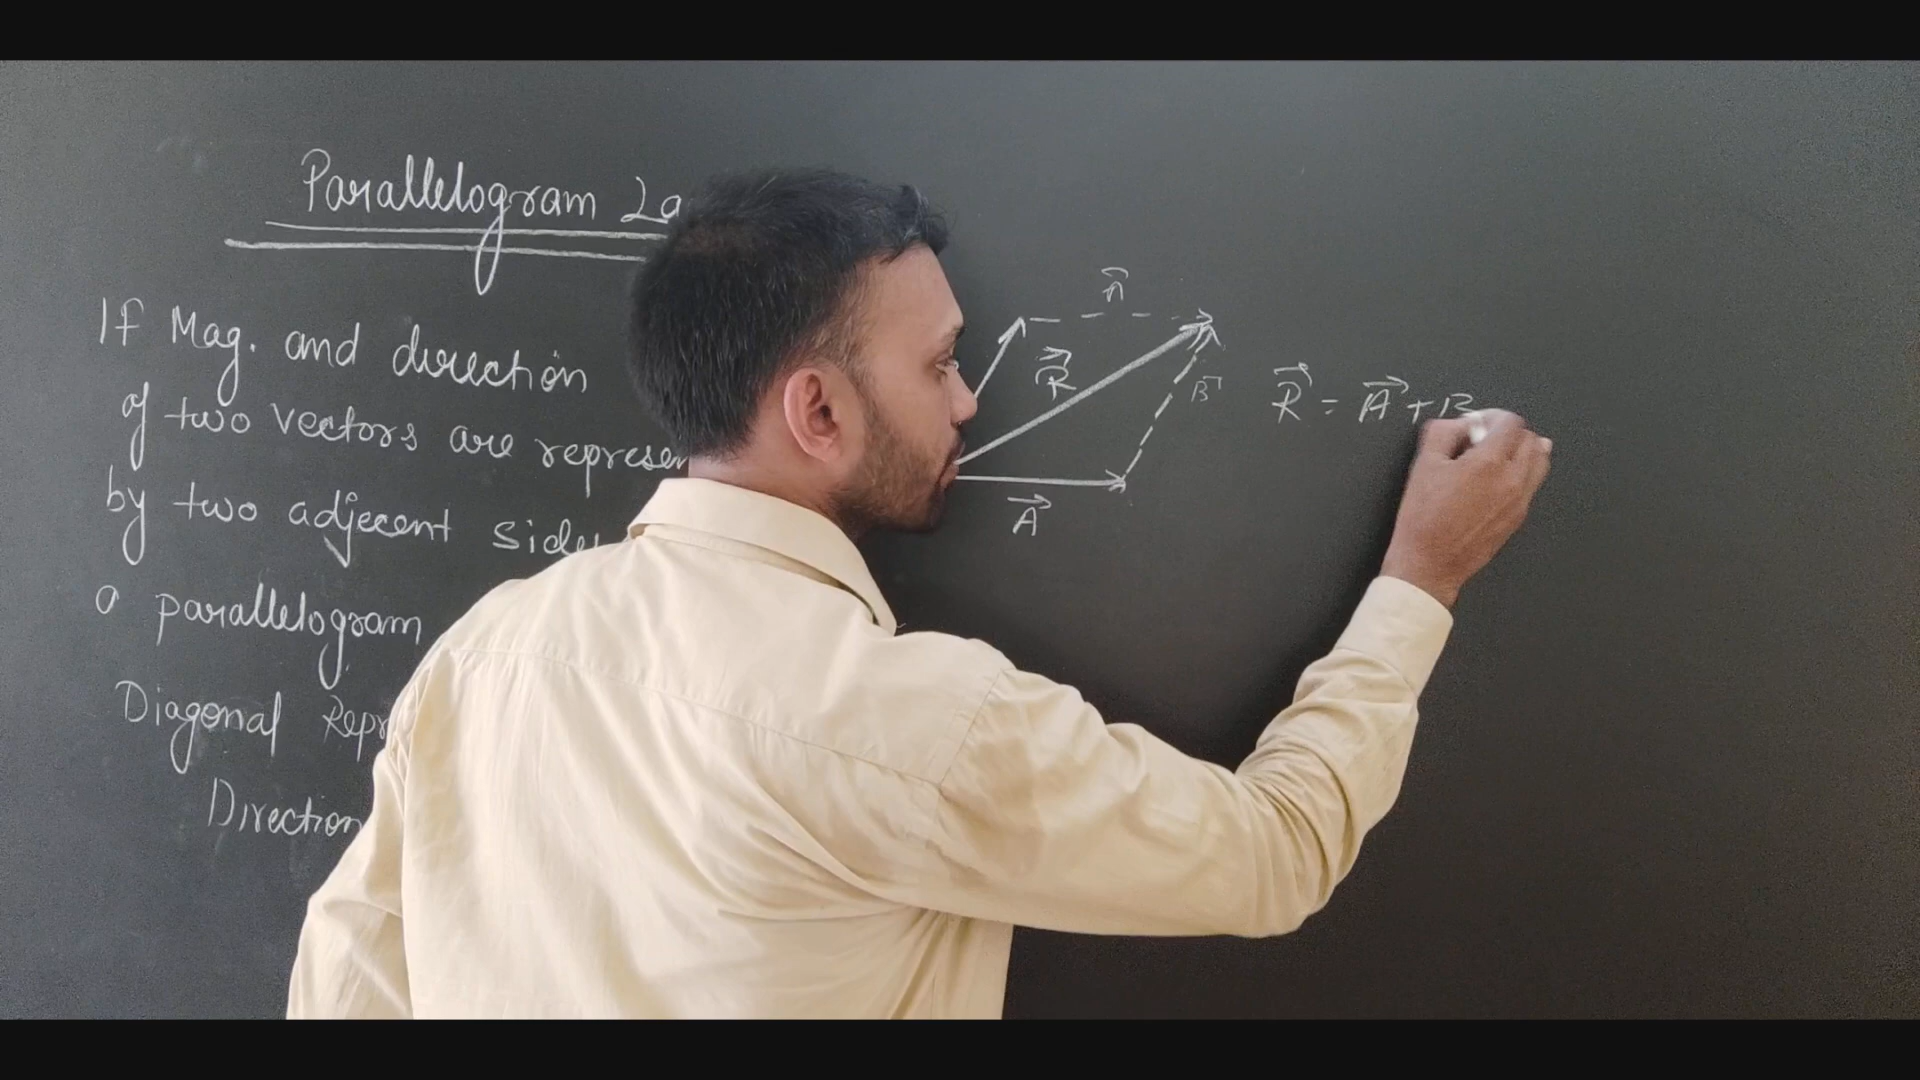 Parallelogram La
If Mag. and direction
of two vectors are represen
by two adjecent side
a parallelogram
Diagonal Repr
Direction
A
R
B
A
R = A + B